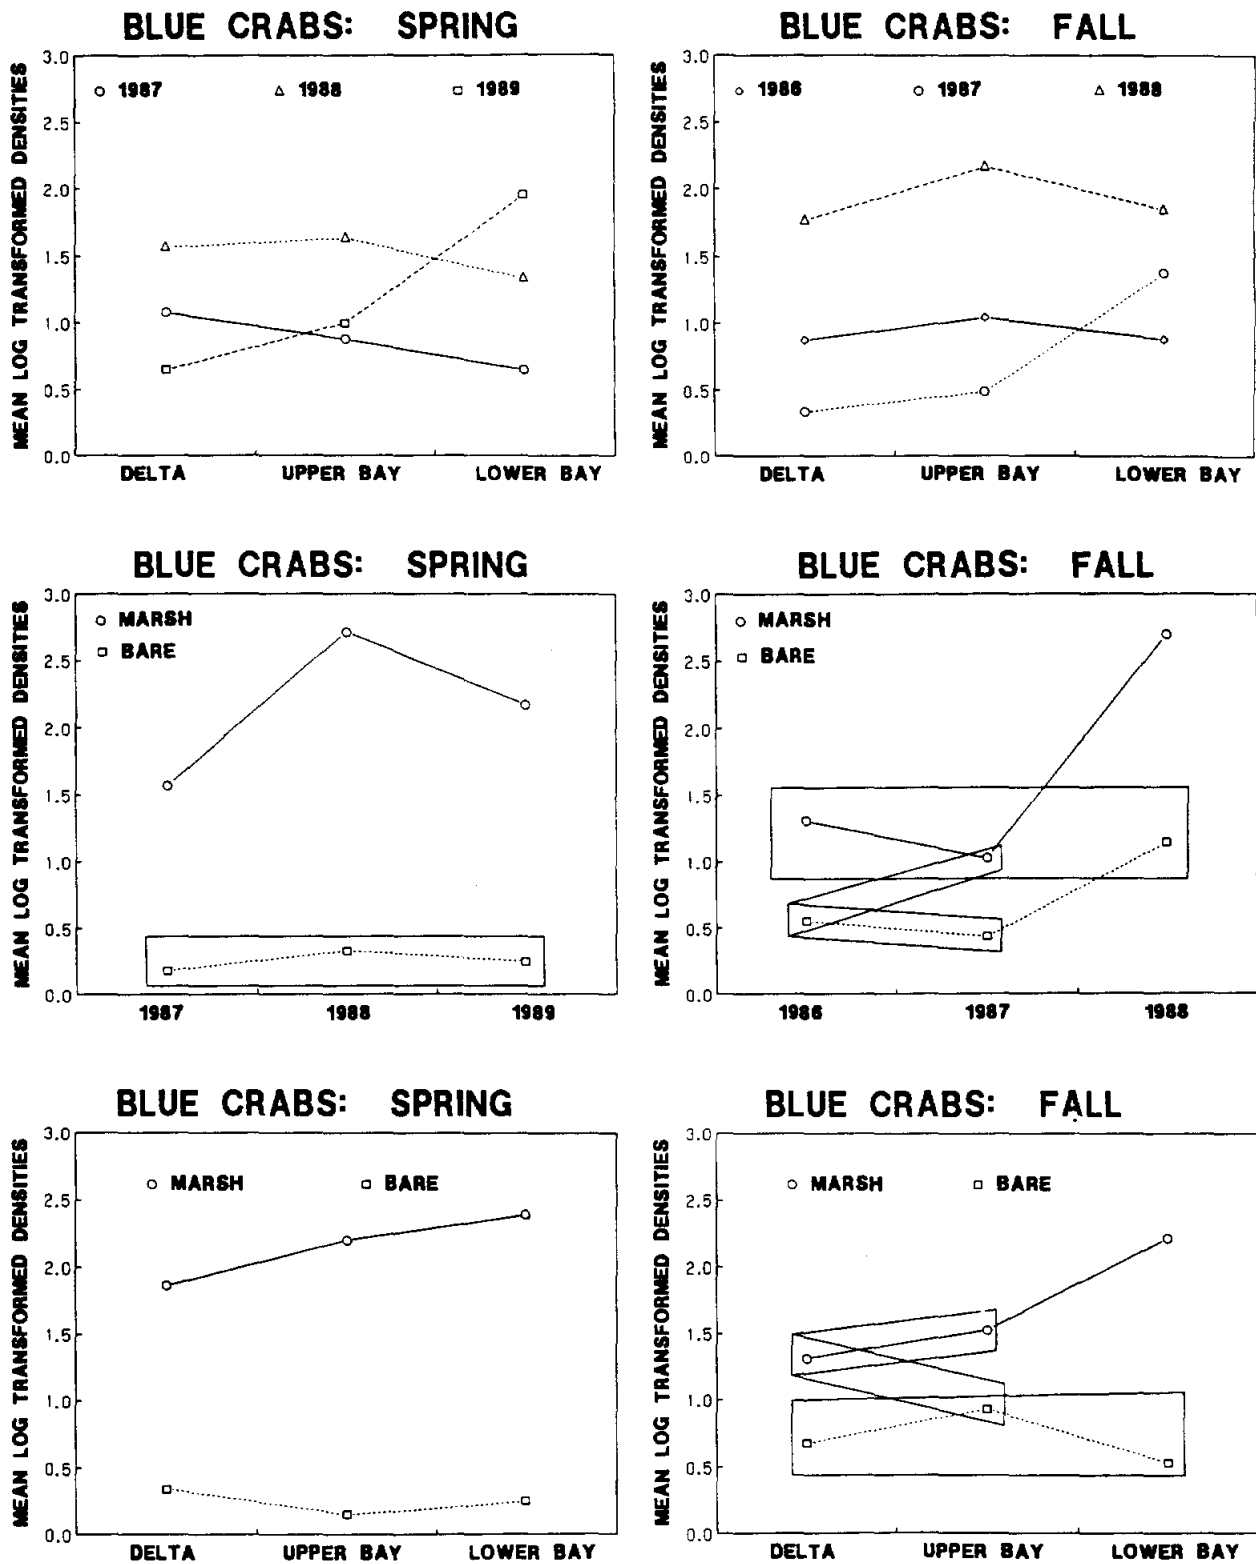 BLUE CRABS: SPRING
MEAN LOG TRANSFORMED DENSITIES
3.0
2.5
2.0
1.5
1.0
0.5
0.0
1987 1988 1989
DELTA UPPER BAY LOWER BAY
BLUE CRABS: FALL
MEAN LOG TRANSFORMED DENSITIES
3.0
2.5
2.0
1.5
1.0
0.5
0.0
1986 1987 1988
DELTA UPPER BAY LOWER BAY
BLUE CRABS: SPRING
MEAN LOG TRANSFORMED DENSITIES
3.0
2.5
2.0
1.5
1.0
0.5
0.0
MARSH
BARE
1987 1988 1989
BLUE CRABS: FALL
MEAN LOG TRANSFORMED DENSITIES
3.0
2.5
2.0
1.5
1.0
0.5
0.0
MARSH
BARE
1986 1987 1988
BLUE CRABS: SPRING
MEAN LOG TRANSFORMED DENSITIES
3.0
2.5
2.0
1.5
1.0
0.5
0.0
MARSH BARE
DELTA UPPER BAY LOWER BAY
BLUE CRABS: FALL
MEAN LOG TRANSFORMED DENSITIES
3.0
2.5
2.0
1.5
1.0
0.5
0.0
MARSH BARE
DELTA UPPER BAY LOWER BAY